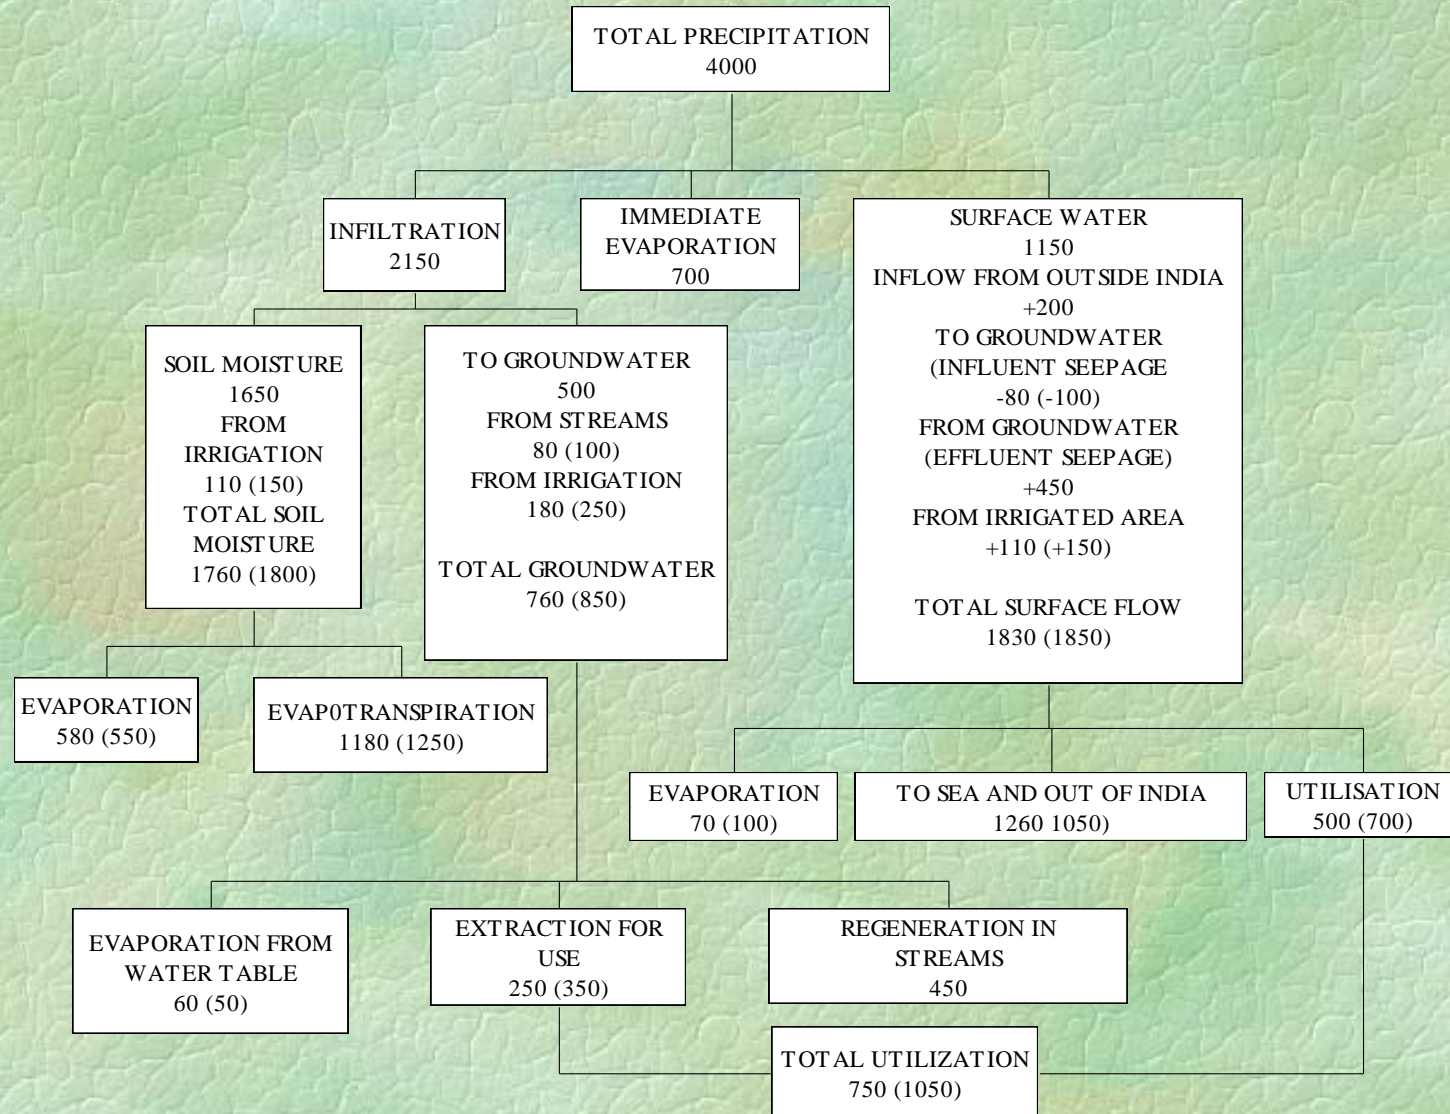 TOTAL PRECIPITATION
4000
INFILTRATION
2150
IMMEDIATE
EVAPORATION
700
SURFACE WATER
1150
INFLOW FROM OUTSIDE INDIA
+200
TO GROUNDWATER
(INFLUENT SEEPAGE
-80 (-100)
FROM GROUNDWATER
(EFFLUENT SEEPAGE)
+450
FROM IRRIGATED AREA
+110 (+150)
TOTAL SURFACE FLOW
1830 (1850)
SOIL MOISTURE
1650
FROM
IRRIGATION
110 (150)
TOTAL SOIL
MOISTURE
1760 (1800)
TO GROUNDWATER
500
FROM STREAMS
80 (100)
FROM IRRIGATION
180 (250)
TOTAL GROUNDWATER
760 (850)
EVAPORATION
580 (550)
EVAP0TRANSPIRATION
1180 (1250)
EVAPORATION
70 (100)
TO SEA AND OUT OF INDIA
1260 1050)
UTILISATION
500 (700)
EVAPORATION FROM
WATER TABLE
60 (50)
EXTRACTION FOR
USE
250 (350)
REGENERATION IN
STREAMS
450
TOTAL UTILIZATION
750 (1050)